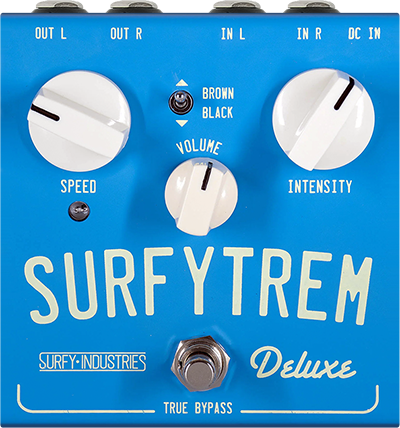 OUT L OUT R IN L IN R DC IN
BROWN
BLACK
VOLUME
SPEED INTENSITY
SURFYTREM
SURFY•INDUSTRIES Deluxe
TRUE BYPASS